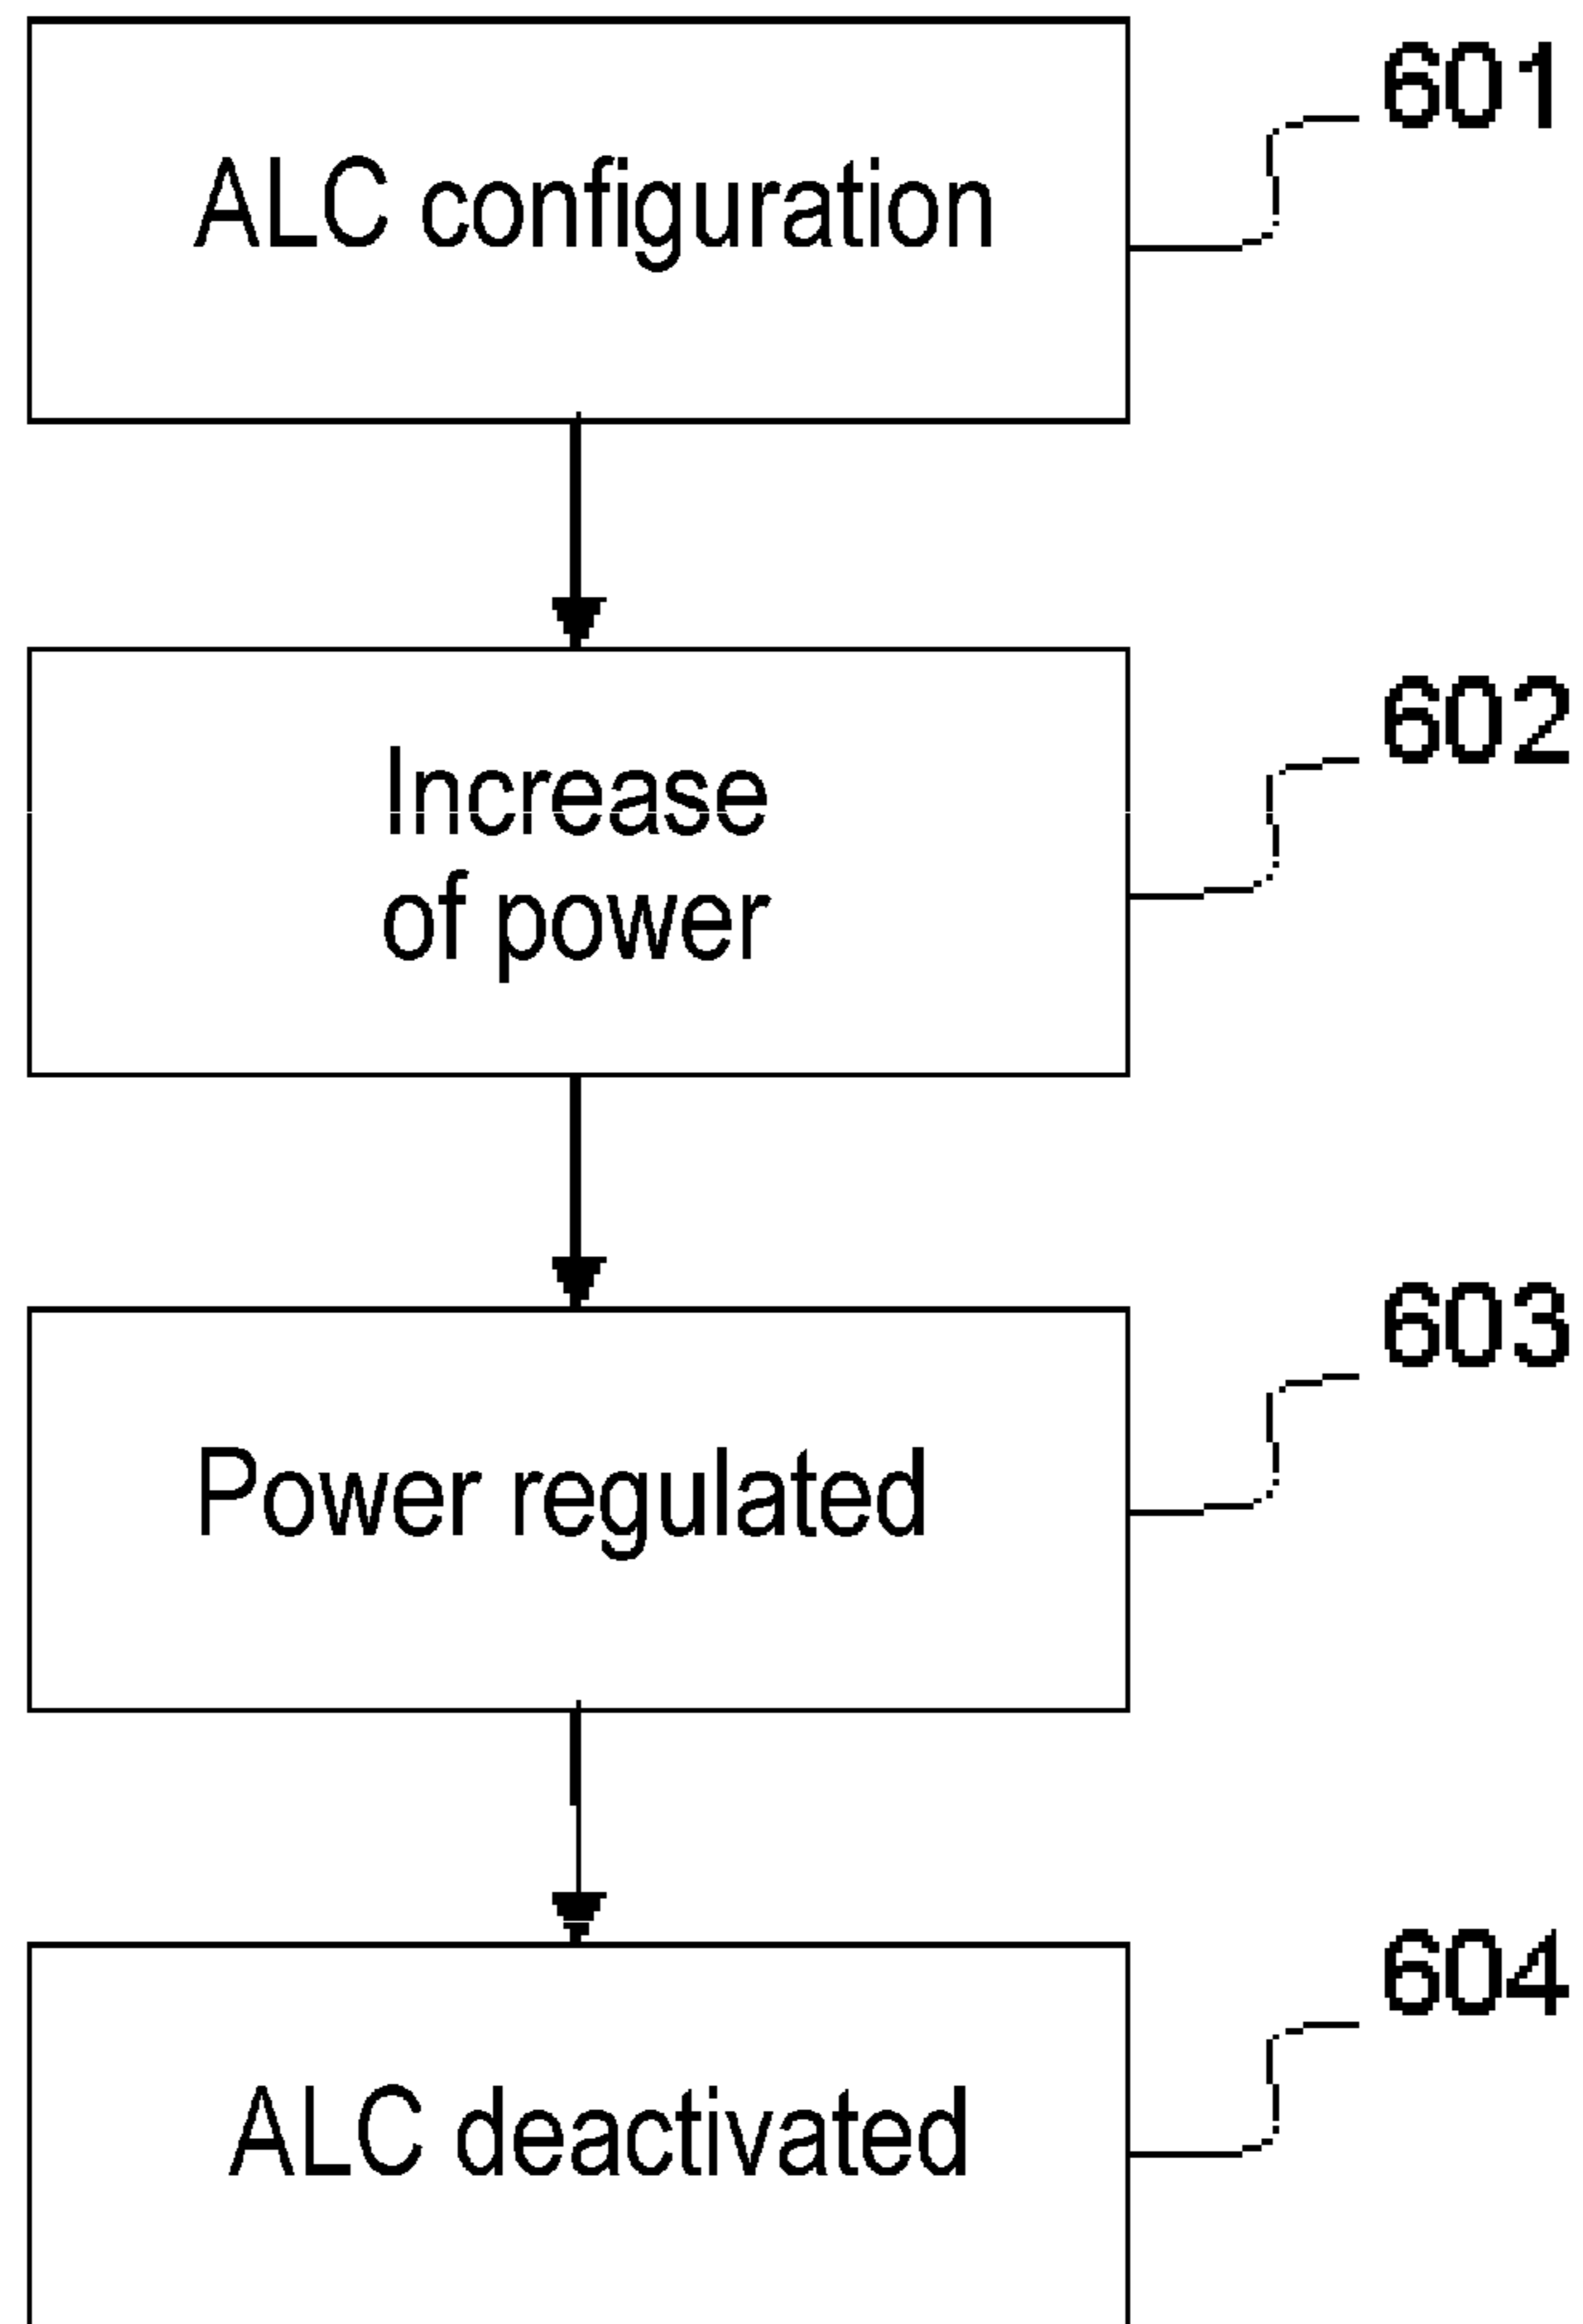 601
ALC configuration
602
Increase
of power
603
Power regulated
604
ALC deactivated